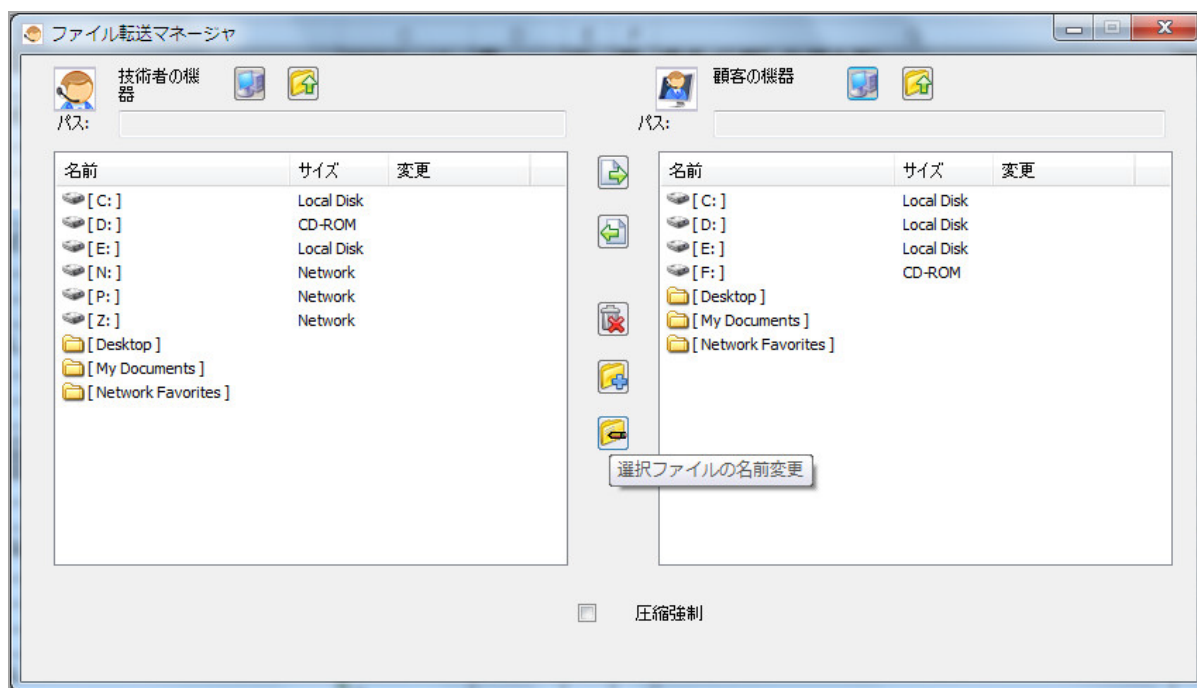 ファイル転送マネージャ
技術者の機
器
パス:
名前 サイズ 変更
[ C: ] Local Disk
[ D: ] CD-ROM
[ E: ] Local Disk
[ N: ] Network
[ P: ] Network
[ Z: ] Network
[ Desktop ]
[ My Documents ]
[ Network Favorites ]
顧客の機器
パス:
名前 サイズ 変更
[ C: ] Local Disk
[ D: ] Local Disk
[ E: ] Local Disk
[ F: ] CD-ROM
[ Desktop ]
[ My Documents ]
[ Network Favorites ]
選択ファイルの名前変更
圧縮強制